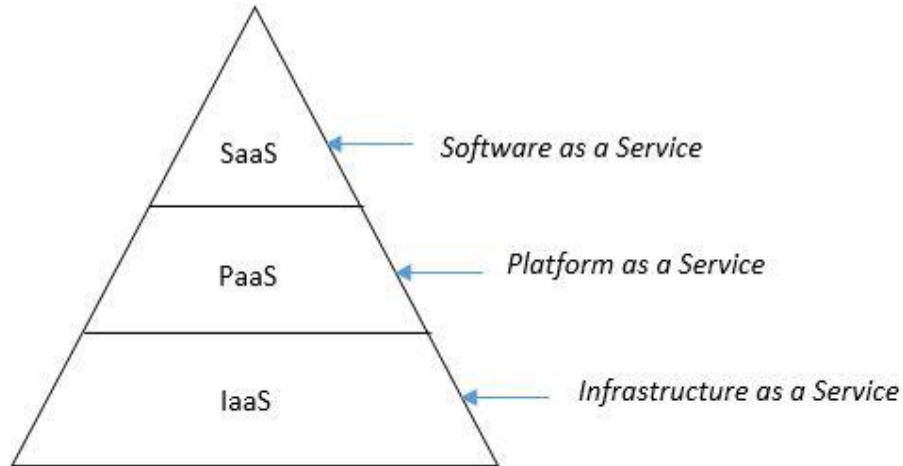 SaaS
Software as a Service
PaaS
Platform as a Service
IaaS
Infrastructure as a Service